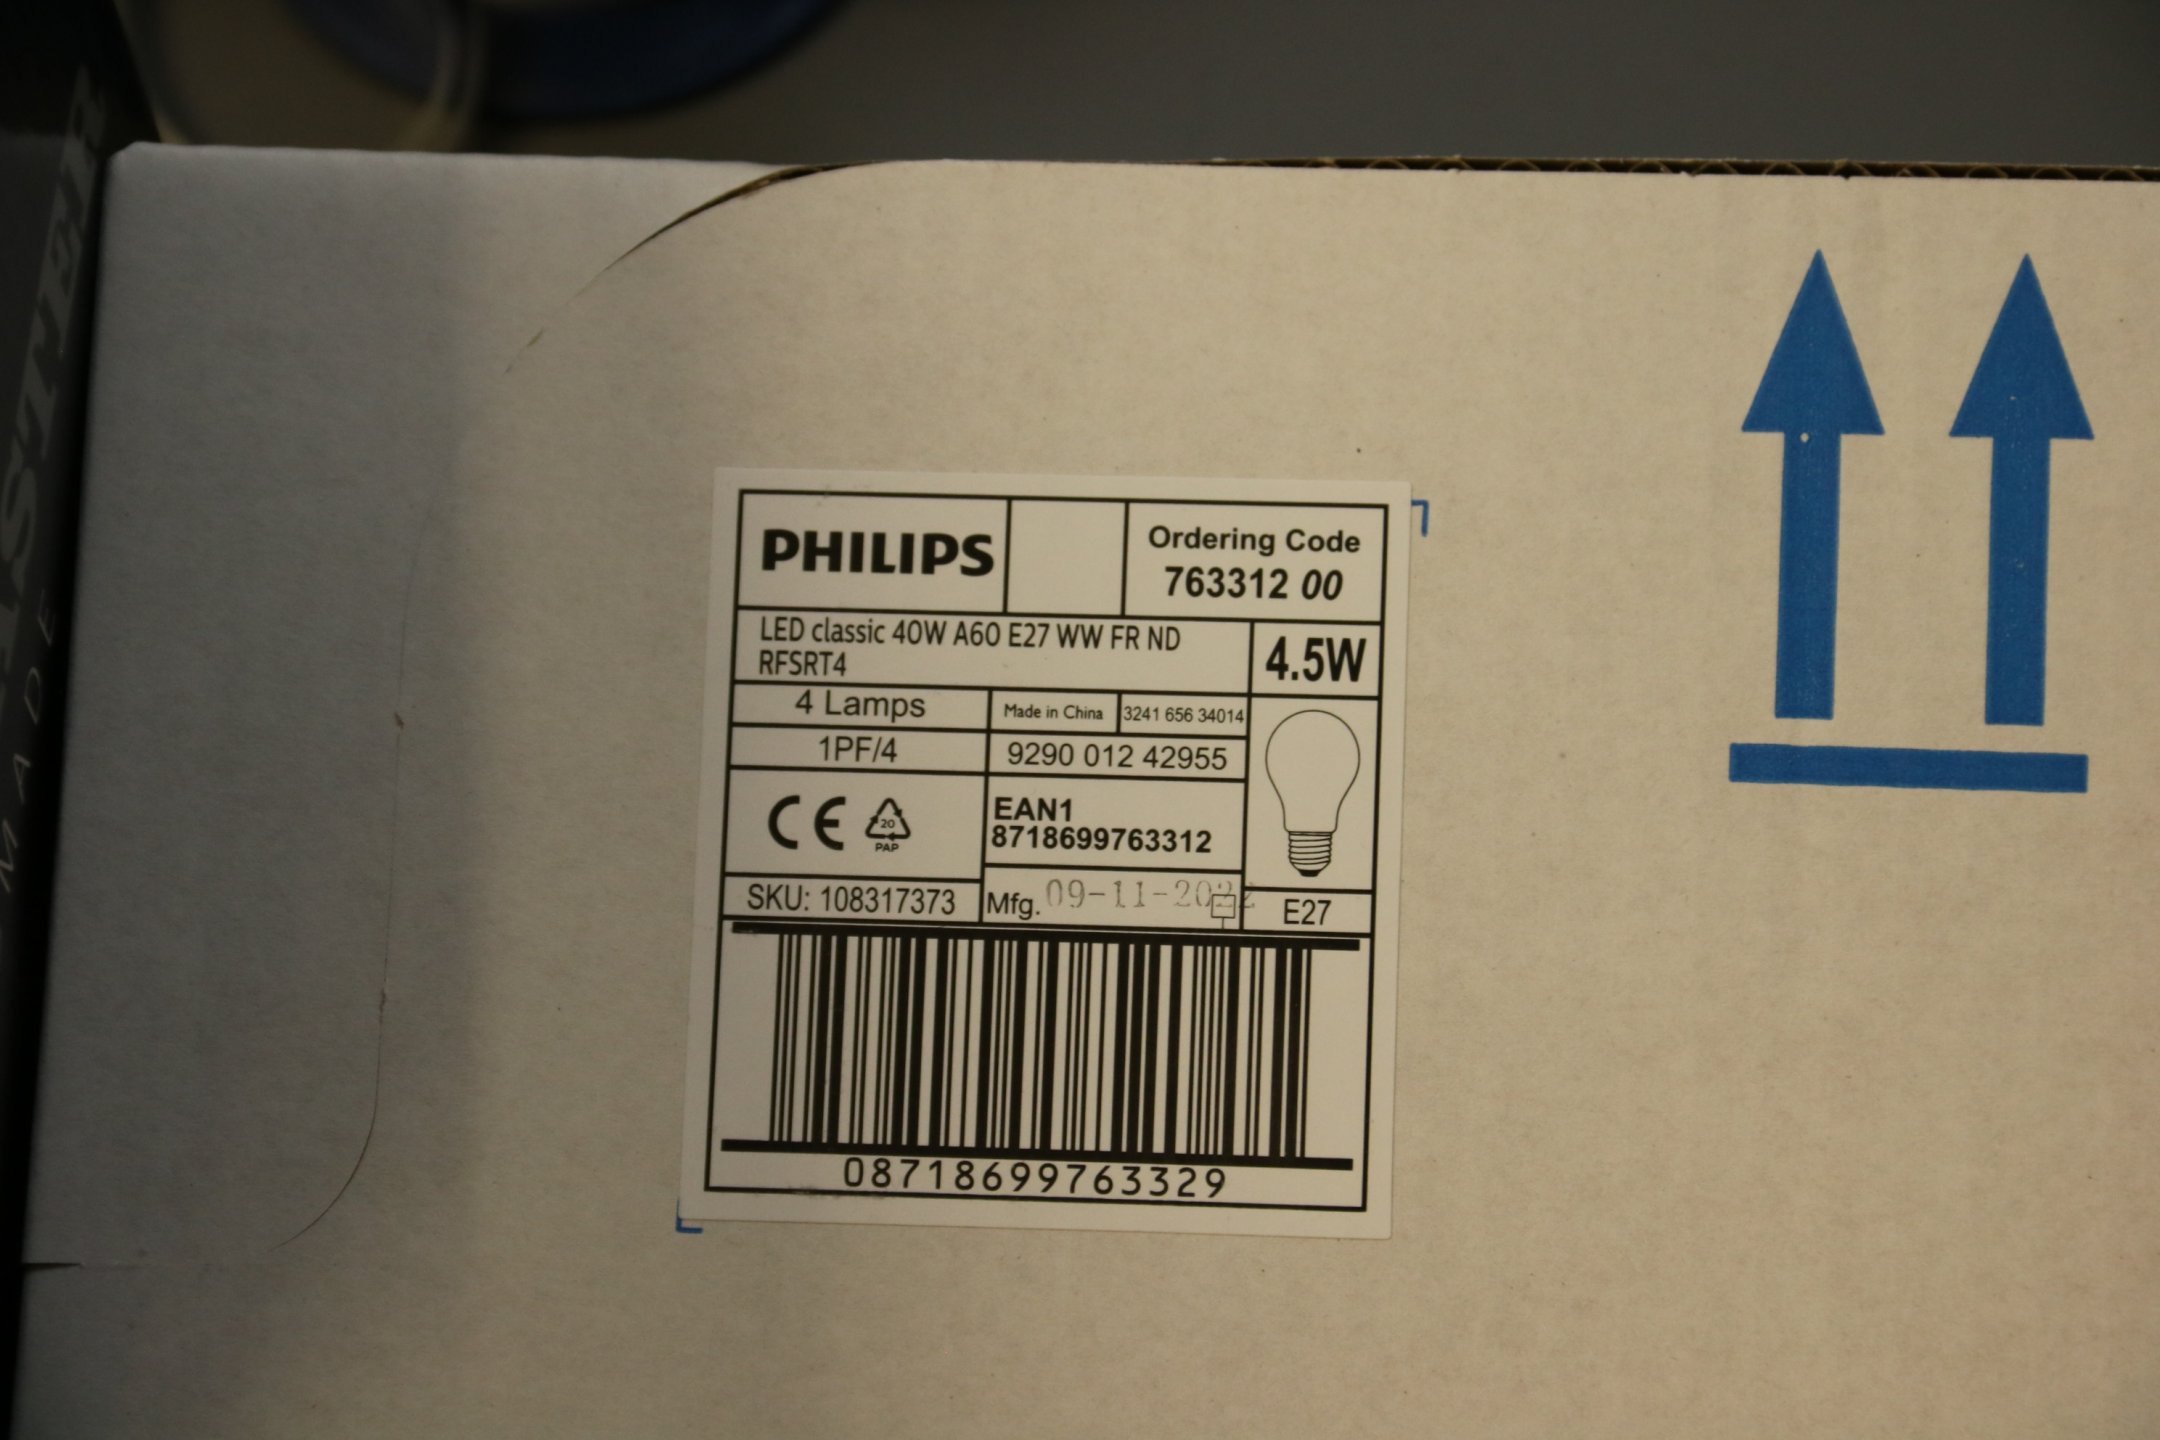 PHILIPS
Ordering Code
763312 00
LED classic 40W A60 E27 WW FR ND
RFSRT4
4.5W
4 Lamps
Made in China
3241 656 34014
1PF/4
9290 012 42955
CE
20
PAP
EAN1
8718699763312
SKU: 108317373
Mfg. 09-11-2022
E27
08718699763329
MADE